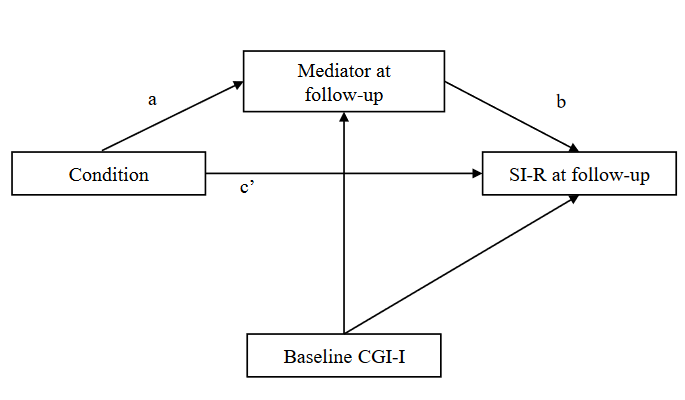 Mediator at
follow-up
a
b
Condition
SI-R at follow-up
c’
Baseline CGI-I